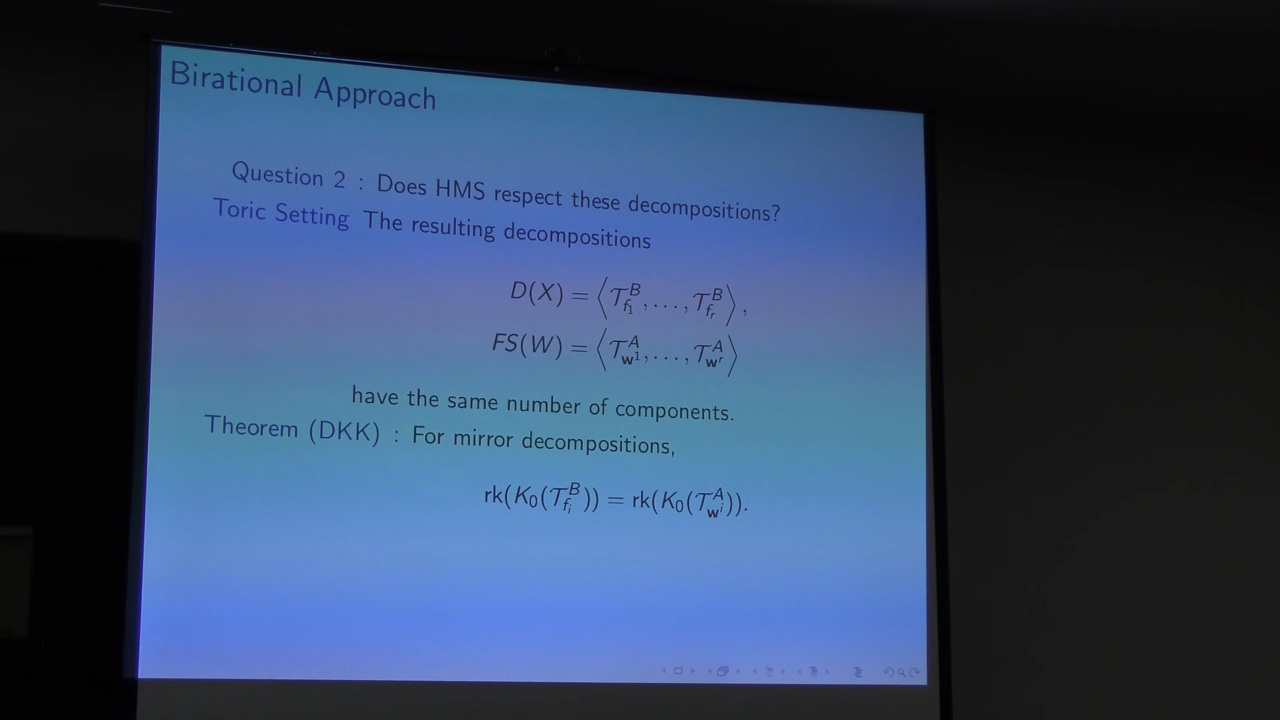 Birational Approach
Question 2 : Does HMS respect these decompositions?
Toric Setting The resulting decompositions
D(X) = ⟨𝒯^B_{f_1}, . . . , 𝒯^B_{f_r}⟩,
FS(W) = ⟨𝒯^A_{𝐰^1}, . . . , 𝒯^A_{𝐰^r}⟩
have the same number of components.
Theorem (DKK) : For mirror decompositions,
rk(K_0(𝒯^B_{f_i})) = rk(K_0(𝒯^A_{𝐰^i})).